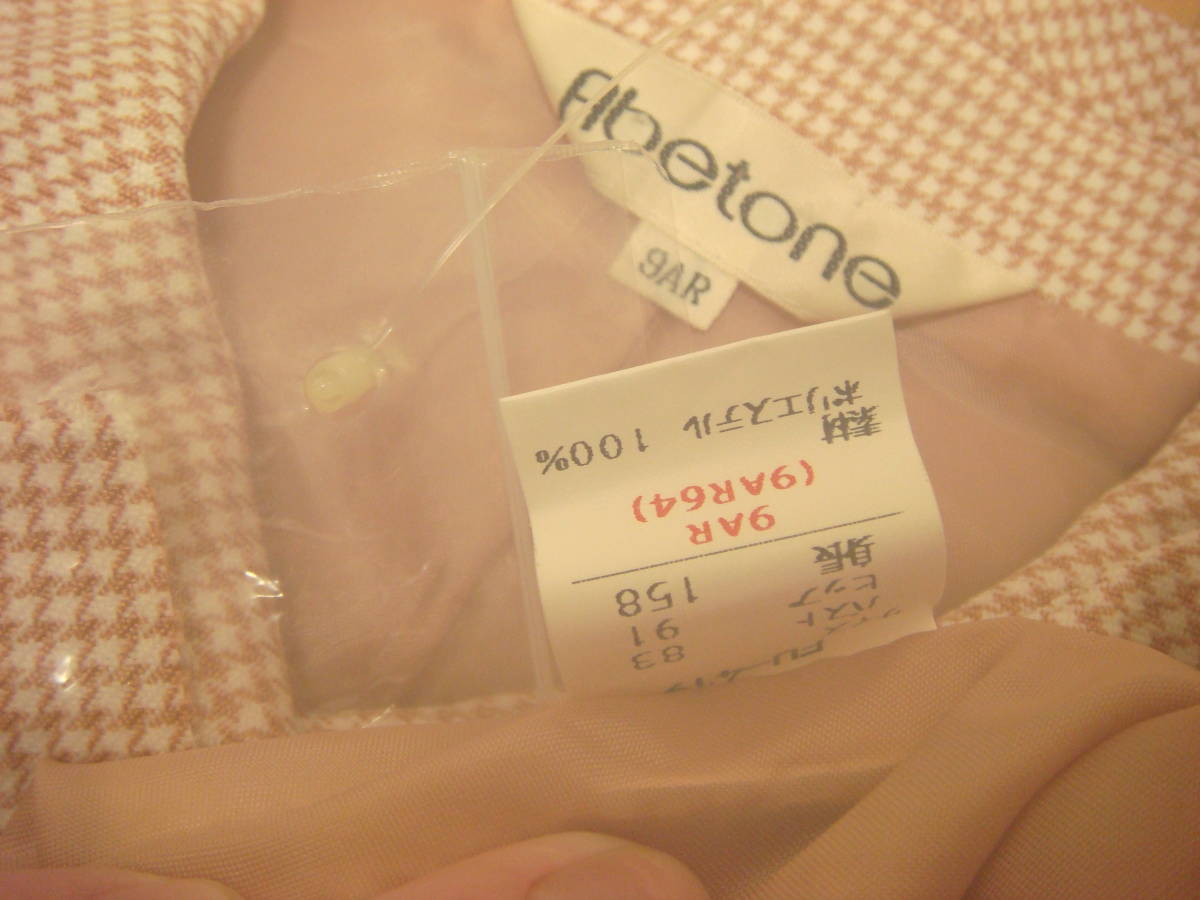 Albetone
9AR
バスト 83
ヒップ 91
身長 158
9AR
(9AR64)
素材
ポリエステル 100%